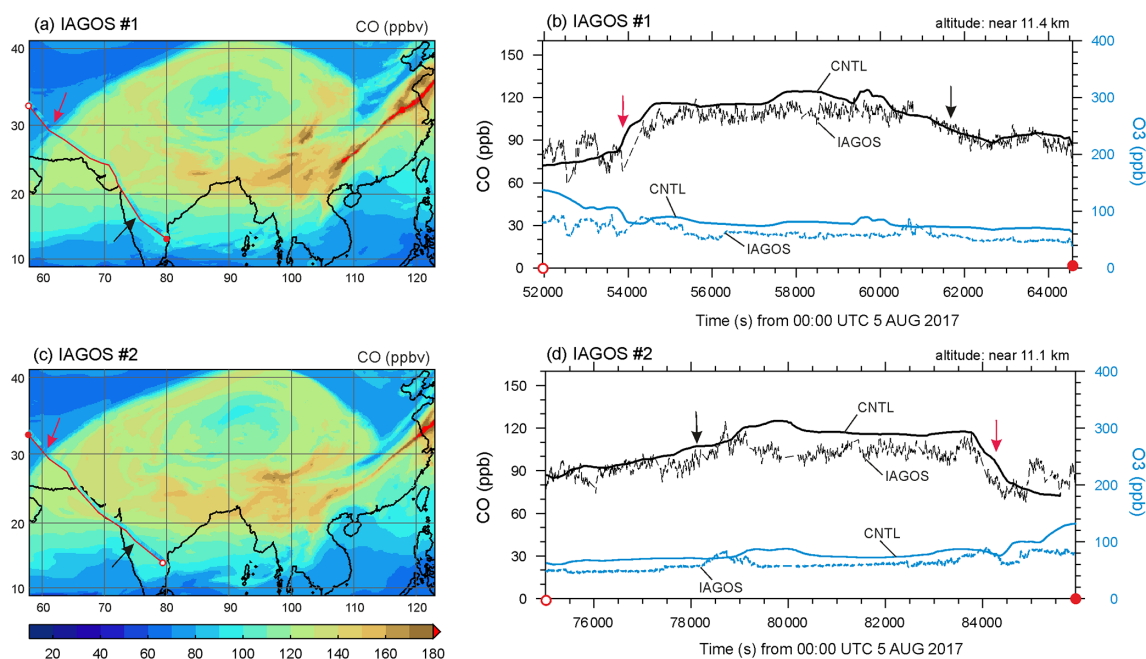 (a) IAGOS #1
CO (ppbv)
40
30
20
10
60
70
80
90
100
110
120
(b) IAGOS #1
altitude: near 11.4 km
150
120
90
60
30
0
CO (ppb)
400
300
200
100
0
O3 (ppb)
CNTL
IAGOS
CNTL
IAGOS
52000
54000
56000
58000
60000
62000
64000
Time (s) from 00:00 UTC 5 AUG 2017
(c) IAGOS #2
CO (ppbv)
40
30
20
10
60
70
80
90
100
110
120
(d) IAGOS #2
altitude: near 11.1 km
150
120
90
60
30
0
CO (ppb)
400
300
200
100
0
O3 (ppb)
CNTL
IAGOS
CNTL
IAGOS
76000
78000
80000
82000
84000
Time (s) from 00:00 UTC 5 AUG 2017
20
40
60
80
100
120
140
160
180